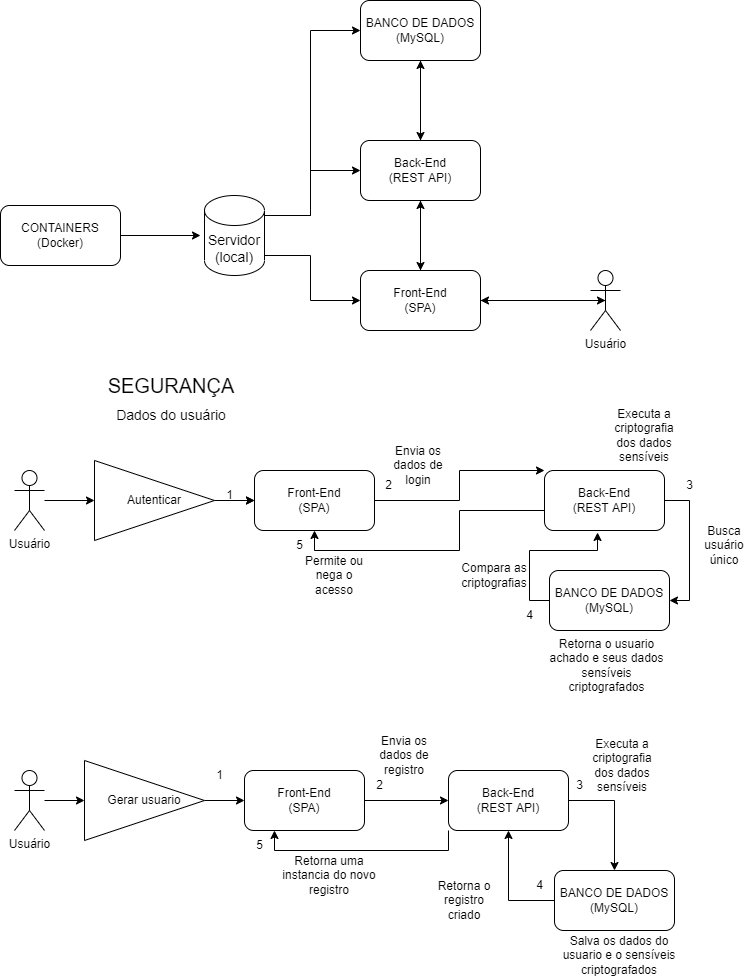 BANCO DE DADOS
(MySQL)
Back-End
(REST API)
CONTAINERS
(Docker)
Servidor
(local)
Front-End
(SPA)
Usuário
SEGURANÇA
Dados do usuário
Executa a
criptografia
dos dados
sensíveis
Envia os
dados de
login
Usuário
Autenticar
1
Front-End
(SPA)
2
Back-End
(REST API)
3
5
Permite ou
nega o
acesso
Busca
usuário
único
Compara as
criptografias
4
BANCO DE DADOS
(MySQL)
Retorna o usuario
achado e seus dados
sensíveis
criptografados
Envia os
dados de
registro
Executa a
criptografia
dos dados
sensíveis
Usuário
Gerar usuario
1
Front-End
(SPA)
2
Back-End
(REST API)
3
5
Retorna uma
instancia do novo
registro
Retorna o
registro
criado
4
BANCO DE DADOS
(MySQL)
Salva os dados do
usuario e o sensíveis
criptografados